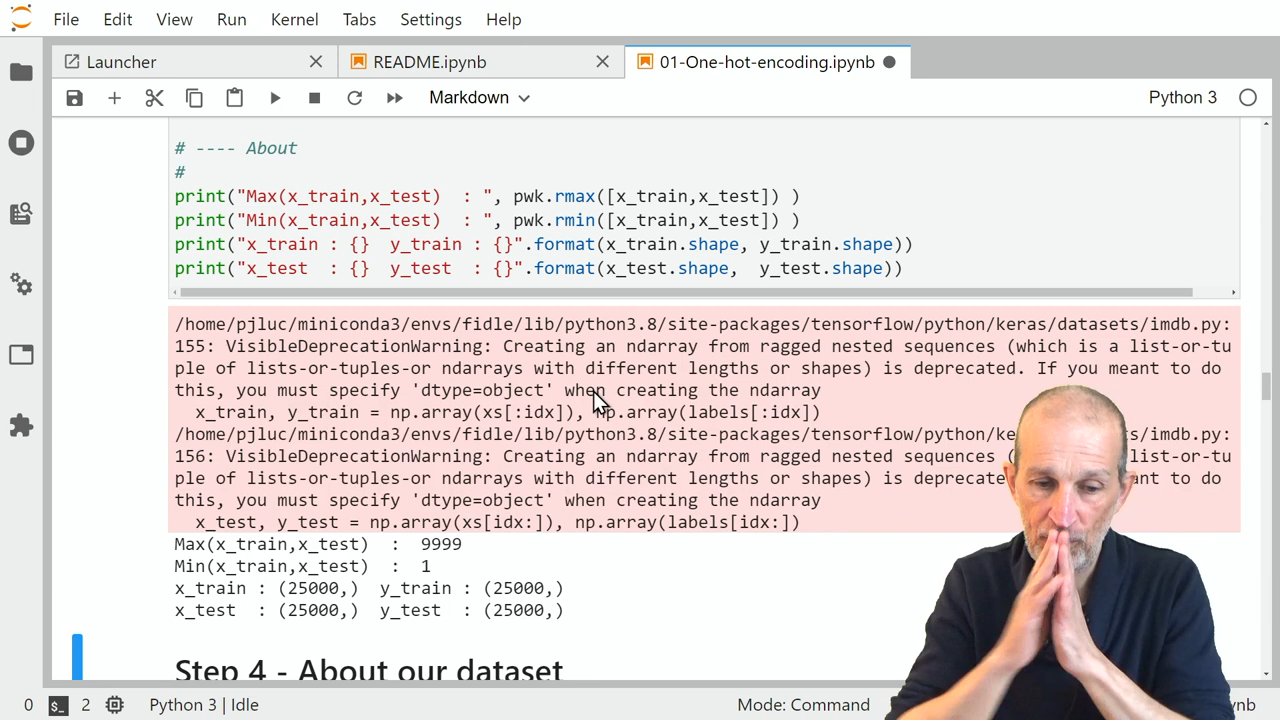 File Edit View Run Kernel Tabs Settings Help
Launcher README.ipynb 01-One-hot-encoding.ipynb
Markdown Python 3
# ---- About
#
print("Max(x_train,x_test)  : ", pwk.rmax([x_train,x_test]) )
print("Min(x_train,x_test)  : ", pwk.rmin([x_train,x_test]) )
print("x_train : {}  y_train : {}".format(x_train.shape, y_train.shape))
print("x_test  : {}  y_test  : {}".format(x_test.shape,  y_test.shape))
/home/pjluc/miniconda3/envs/fidle/lib/python3.8/site-packages/tensorflow/python/keras/datasets/imdb.py:
155: VisibleDeprecationWarning: Creating an ndarray from ragged nested sequences (which is a list-or-tu
ple of lists-or-tuples-or ndarrays with different lengths or shapes) is deprecated. If you meant to do
this, you must specify 'dtype=object' when creating the ndarray
x_train, y_train = np.array(xs[:idx]), np.array(labels[:idx])
/home/pjluc/miniconda3/envs/fidle/lib/python3.8/site-packages/tensorflow/python/ s/imdb.py:
156: VisibleDeprecationWarning: Creating an ndarray from ragged nested sequences ( list-or-tu
ple of lists-or-tuples-or ndarrays with different lengths or shapes) is to do
this, you must specify 'dtype=object' when creating the ndarray
x_test, y_test = np.array(xs[idx:]), np.array(labels[idx:])
Max(x_train,x_test)  :  9999
Min(x_train,x_test)  :  1
x_train : (25000,)  y_train : (25000,)
x_test  : (25000,)  y_test  : (25000,)
Step 4 - About our dataset
0 $_ 2 Python 3 | Idle Mode: Command nb